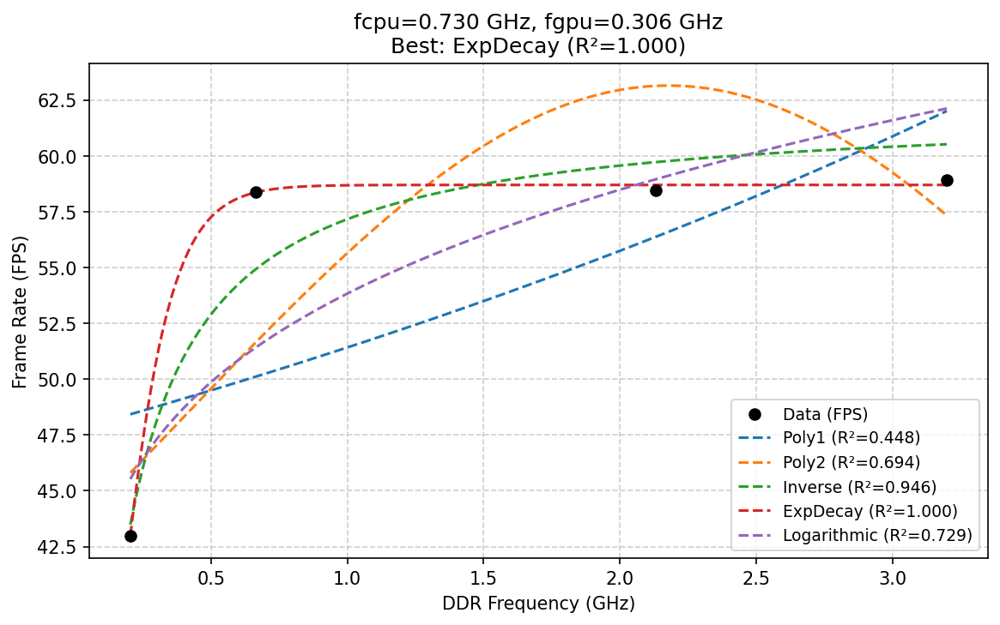 fcpu=0.730 GHz, fgpu=0.306 GHz
Best: ExpDecay (R²=1.000)
Frame Rate (FPS)
62.5
60.0
57.5
55.0
52.5
50.0
47.5
45.0
42.5
Data (FPS)
Poly1 (R²=0.448)
Poly2 (R²=0.694)
Inverse (R²=0.946)
ExpDecay (R²=1.000)
Logarithmic (R²=0.729)
0.5 1.0 1.5 2.0 2.5 3.0
DDR Frequency (GHz)